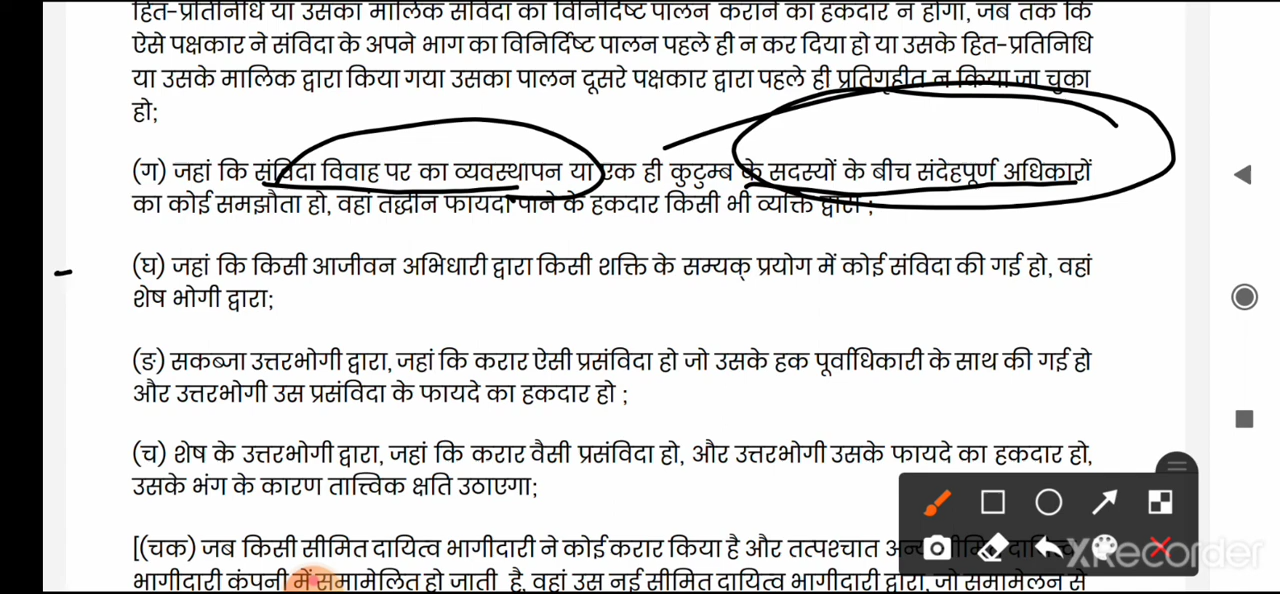 हित-प्रतिनिधि या उसका मालिक संविदा का विनिर्दिष्ट पालन कराने का हकदार न होगा, जब तक कि
ऐसे पक्षकार ने संविदा के अपने भाग का विनिर्दिष्ट पालन पहले ही न कर दिया हो या उसके हित-प्रतिनिधि
या उसके मालिक द्वारा किया गया उसका पालन दूसरे पक्षकार द्वारा पहले ही प्रतिगृहीत न किया जा चुका
हो;
(ग) जहां कि संविदा विवाह पर का व्यवस्थापन या एक ही कुटुम्ब के सदस्यों के बीच संदेहपूर्ण अधिकारों
का कोई समझौता हो, वहां तद्धीन फायदा पाने के हकदार किसी भी व्यक्ति द्वारा ;
(घ) जहां कि किसी आजीवन अभिधारी द्वारा किसी शक्ति के सम्यक् प्रयोग में कोई संविदा की गई हो, वहां
शेष भोगी द्वारा;
(ङ) सकब्जा उत्तरभोगी द्वारा, जहां कि करार ऐसी प्रसंविदा हो जो उसके हक पूर्वाधिकारी के साथ की गई हो
और उत्तरभोगी उस प्रसंविदा के फायदे का हकदार हो ;
(च) शेष के उत्तरभोगी द्वारा, जहां कि करार वैसी प्रसंविदा हो, और उत्तरभोगी उसके फायदे का हकदार हो,
उसके भंग के कारण तात्त्विक क्षति उठाएगा;
[(चक) जब किसी सीमित दायित्व भागीदारी ने कोई करार किया है और तत्पश्चात
भागीदारी कंपनी में समामेलित हो जाती है, वहां उस नई सीमित दायित्व भागीदारी द्वारा, जो समामेलन से
XRecorder